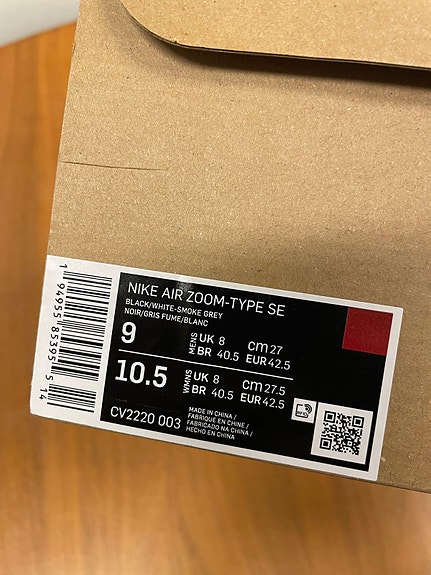 NIKE AIR ZOOM-TYPE SE
BLACK/WHITE-SMOKE GREY
NOIR/GRIS FUME/BLANC
9 MENS UK 8 cm 27
BR 40.5 EUR 42.5
10.5 WMNS UK 8 cm 27.5
BR 40.5 EUR 42.5
CV2220 003
MADE IN CHINA /
FABRIQUE EN CHINE /
FABRICADO NA CHINA /
HECHO EN CHINA
1 94955 85395 5 14